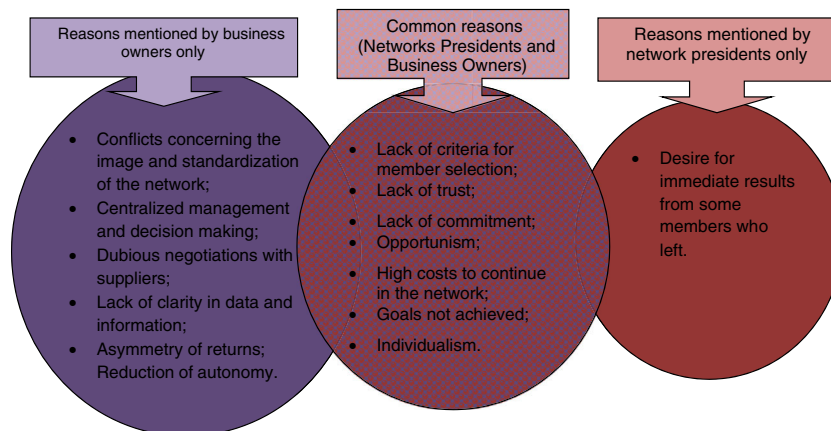 Reasons mentioned by business
owners only
• Conflicts concerning the
image and standardization
of the network;
• Centralized management
and decision making;
• Dubious negotiations with
suppliers;
• Lack of clarity in data and
information;
• Asymmetry of returns;
Reduction of autonomy.
Common reasons
(Networks Presidents and
Business Owners)
• Lack of criteria for
member selection;
• Lack of trust;
• Lack of commitment;
• Opportunism;
• High costs to continue
in the network;
• Goals not achieved;
• Individualism.
Reasons mentioned by
network presidents only
• Desire for
immediate results
from some
members who
left.